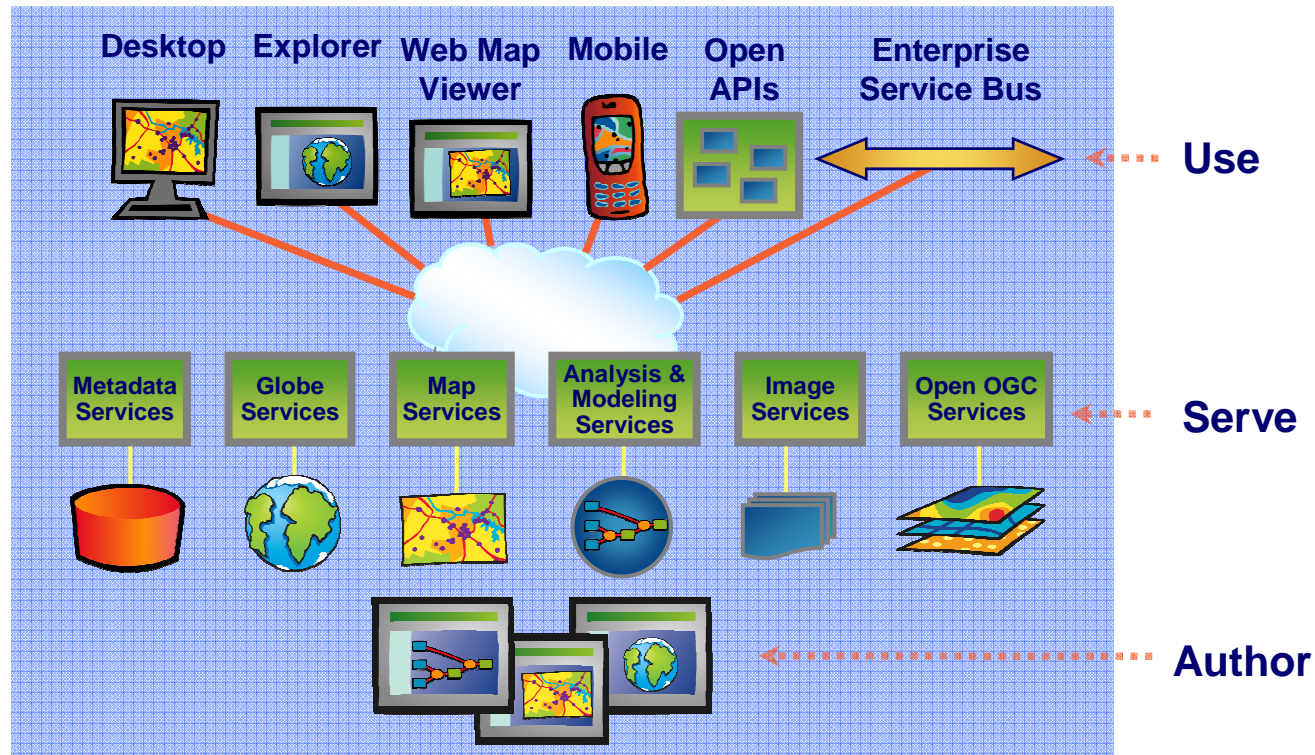 Desktop
Explorer
Web Map
Viewer
Mobile
Open
APIs
Enterprise
Service Bus
Use
Metadata
Services
Globe
Services
Map
Services
Analysis &
Modeling
Services
Image
Services
Open OGC
Services
Serve
Author